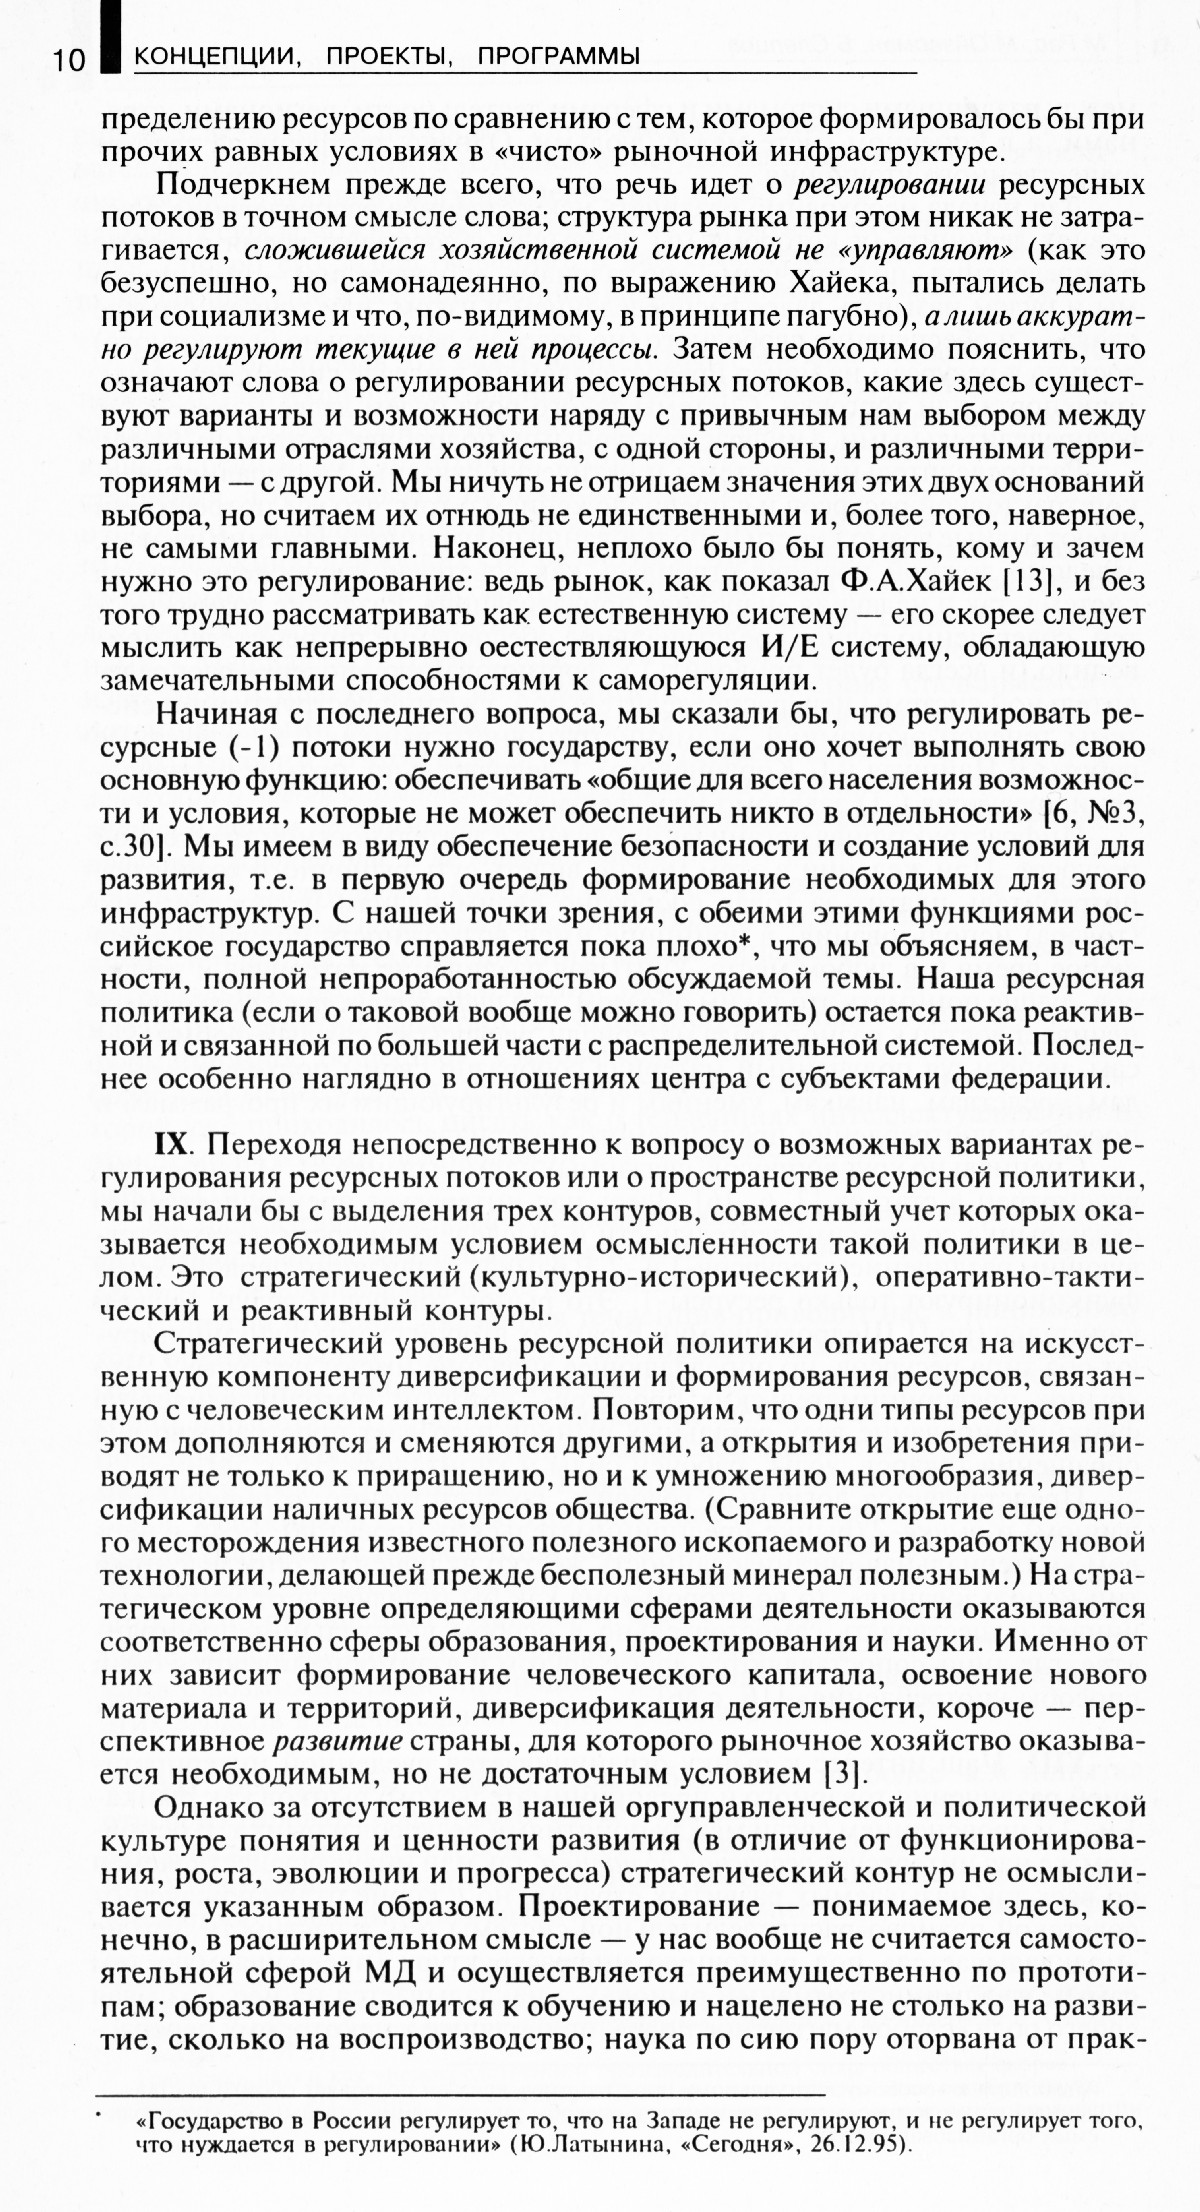 10 КОНЦЕПЦИИ, ПРОЕКТЫ, ПРОГРАММЫ
пределению ресурсов по сравнению с тем, которое формировалось бы при
прочих равных условиях в «чисто» рыночной инфраструктуре.
Подчеркнем прежде всего, что речь идет о регулировании ресурсных
потоков в точном смысле слова; структура рынка при этом никак не затра-
гивается, сложившейся хозяйственной системой не «управляют» (как это
безуспешно, но самонадеянно, по выражению Хайека, пытались делать
при социализме и что, по-видимому, в принципе пагубно), а лишь аккурат-
но регулируют текущие в ней процессы. Затем необходимо пояснить, что
означают слова о регулировании ресурсных потоков, какие здесь сущест-
вуют варианты и возможности наряду с привычным нам выбором между
различными отраслями хозяйства, с одной стороны, и различными терри-
ториями — с другой. Мы ничуть не отрицаем значения этих двух оснований
выбора, но считаем их отнюдь не единственными и, более того, наверное,
не самыми главными. Наконец, неплохо было бы понять, кому и зачем
нужно это регулирование: ведь рынок, как показал Ф.А.Хайек [13], и без
того трудно рассматривать как естественную систему — его скорее следует
мыслить как непрерывно оестествляющуюся И/Е систему, обладающую
замечательными способностями к саморегуляции.
Начиная с последнего вопроса, мы сказали бы, что регулировать ре-
сурсные (-1) потоки нужно государству, если оно хочет выполнять свою
основную функцию: обеспечивать «общие для всего населения возможнос-
ти и условия, которые не может обеспечить никто в отдельности» [6, №3,
с.30]. Мы имеем в виду обеспечение безопасности и создание условий для
развития, т.е. в первую очередь формирование необходимых для этого
инфраструктур. С нашей точки зрения, с обеими этими функциями рос-
сийское государство справляется пока плохо*, что мы объясняем, в част-
ности, полной непроработанностью обсуждаемой темы. Наша ресурсная
политика (если о таковой вообще можно говорить) остается пока реактив-
ной и связанной по большей части с распределительной системой. Послед-
нее особенно наглядно в отношениях центра с субъектами федерации.
IX. Переходя непосредственно к вопросу о возможных вариантах ре-
гулирования ресурсных потоков или о пространстве ресурсной политики,
мы начали бы с выделения трех контуров, совместный учет которых ока-
зывается необходимым условием осмысленности такой политики в це-
лом. Это стратегический (культурно-исторический), оперативно-такти-
ческий и реактивный контуры.
Стратегический уровень ресурсной политики опирается на искусст-
венную компоненту диверсификации и формирования ресурсов, связан-
ную с человеческим интеллектом. Повторим, что одни типы ресурсов при
этом дополняются и сменяются другими, а открытия и изобретения при-
водят не только к приращению, но и к умножению многообразия, дивер-
сификации наличных ресурсов общества. (Сравните открытие еще одно-
го месторождения известного полезного ископаемого и разработку новой
технологии, делающей прежде бесполезный минерал полезным.) На стра-
тегическом уровне определяющими сферами деятельности оказываются
соответственно сферы образования, проектирования и науки. Именно от
них зависит формирование человеческого капитала, освоение нового
материала и территорий, диверсификация деятельности, короче — пер-
спективное развитие страны, для которого рыночное хозяйство оказыва-
ется необходимым, но не достаточным условием [3].
Однако за отсутствием в нашей оргуправленческой и политической
культуре понятия и ценности развития (в отличие от функционирова-
ния, роста, эволюции и прогресса) стратегический контур не осмысли-
вается указанным образом. Проектирование — понимаемое здесь, ко-
нечно, в расширительном смысле — у нас вообще не считается самосто-
ятельной сферой МД и осуществляется преимущественно по прототи-
пам; образование сводится к обучению и нацелено не столько на разви-
тие, сколько на воспроизводство; наука по сию пору оторвана от прак-
* «Государство в России регулирует то, что на Западе не регулируют, и не регулирует того,
что нуждается в регулировании» (Ю.Латынина, «Сегодня», 26.12.95).